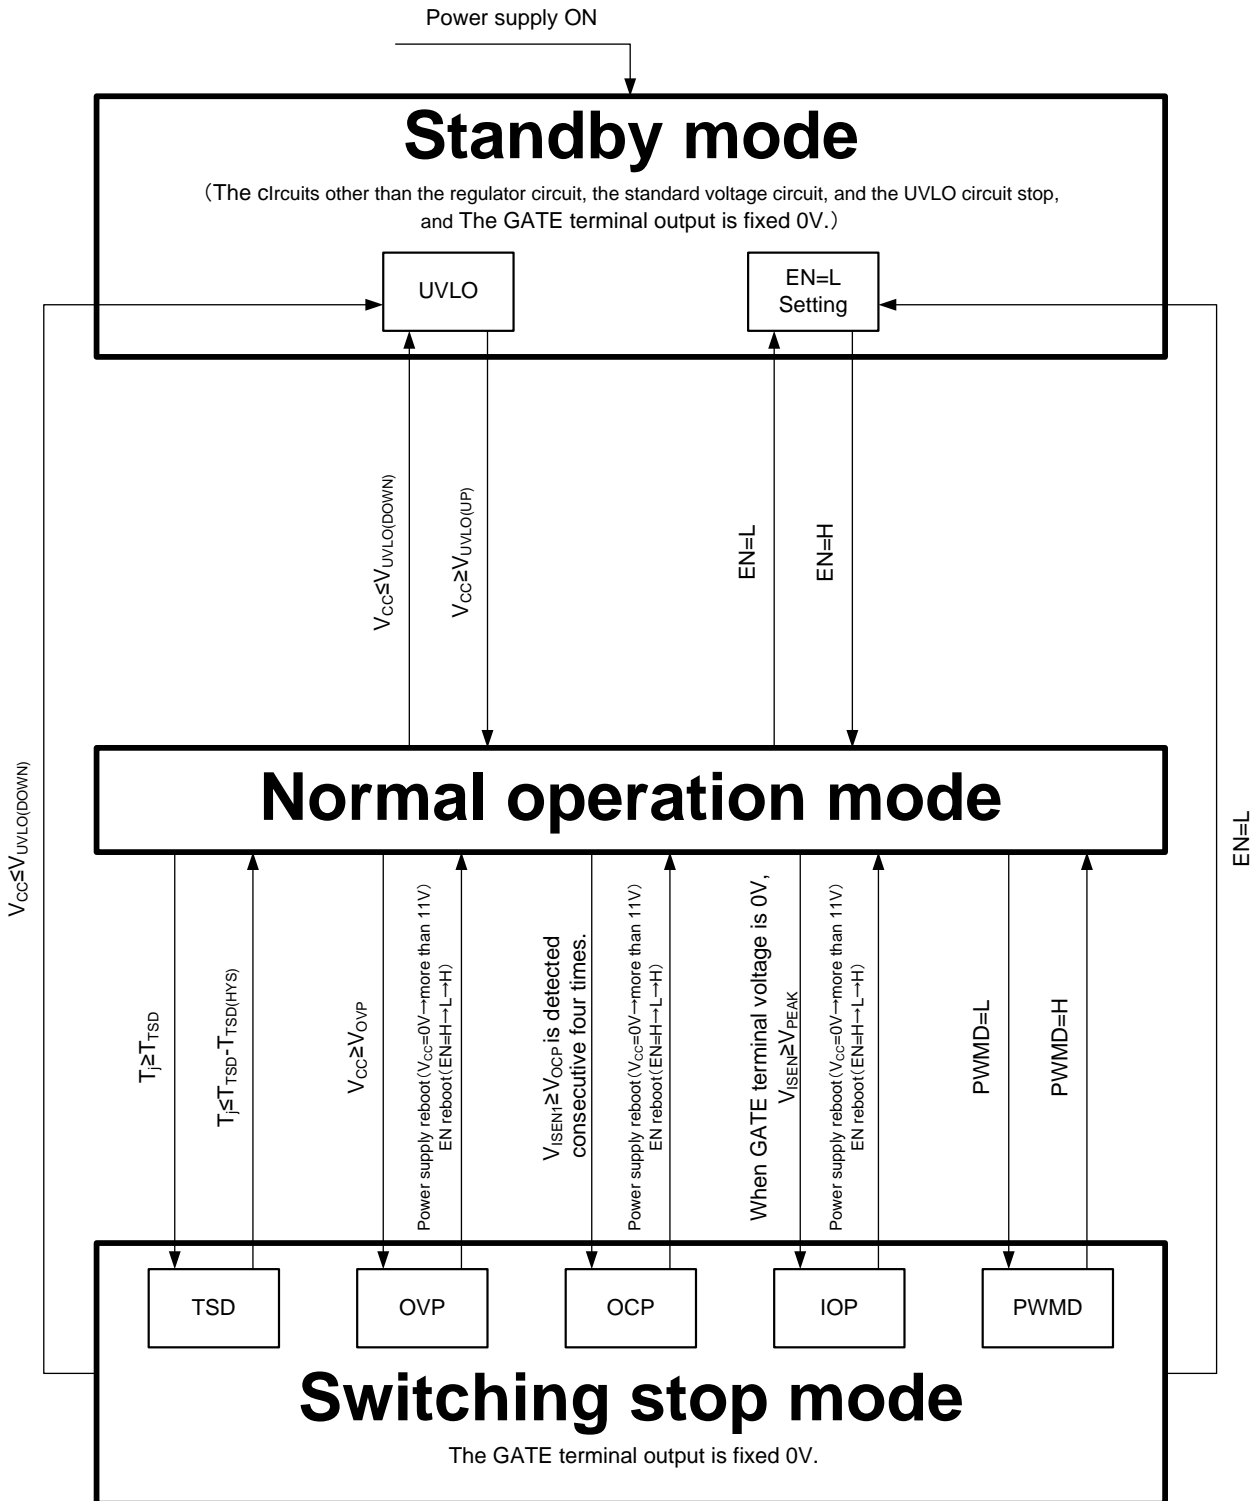 Power supply ON
Standby mode
（The cIrcuits other than the regulator circuit, the standard voltage circuit, and the UVLO circuit stop,
and The GATE terminal output is fixed 0V.）
UVLO
EN=L
Setting
VCC≤VUVLO(DOWN)
VCC≥VUVLO(UP)
EN=L
EN=H
VCC≤VUVLO(DOWN)
EN=L
Normal operation mode
Tj≥TTSD
Tj≤TTSD-TTSD(HYS)
VCC≥VOVP
Power supply reboot（VCC=0V→more than 11V）
EN reboot（EN=H→L→H）
VISEN1≥VOCP is detected
consecutive four times.
Power supply reboot（VCC=0V→more than 11V）
EN reboot（EN=H→L→H）
When GATE terminal voltage is 0V,
VISEN≥VPEAK
Power supply reboot（VCC=0V→more than 11V）
EN reboot（EN=H→L→H）
PWMD=L
PWMD=H
TSD
OVP
OCP
IOP
PWMD
Switching stop mode
The GATE terminal output is fixed 0V.